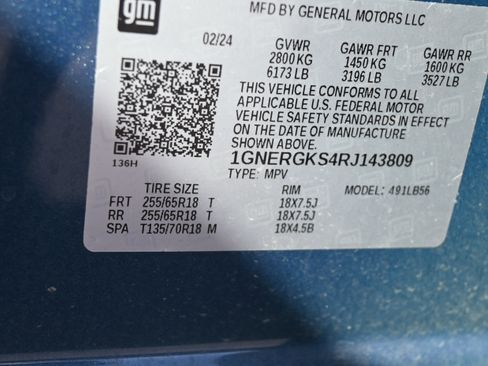 gm
MFD BY GENERAL MOTORS LLC
02/24 GVWR GAWR FRT GAWR RR
2800 KG 1450 KG 1600 KG
6173 LB 3196 LB 3527 LB
THIS VEHICLE CONFORMS TO ALL
APPLICABLE U.S. FEDERAL MOTOR
VEHICLE SAFETY STANDARDS IN EFFECT
ON THE DATE OF MANUFACTURE
SHOWN ABOVE.
136H 1GNERGKS4RJ143809
TYPE: MPV MODEL: 491LB56
TIRE SIZE RIM
FRT 255/65R18 T 18X7.5J
RR 255/65R18 T 18X7.5J
SPA T135/70R18 M 18X4.5B